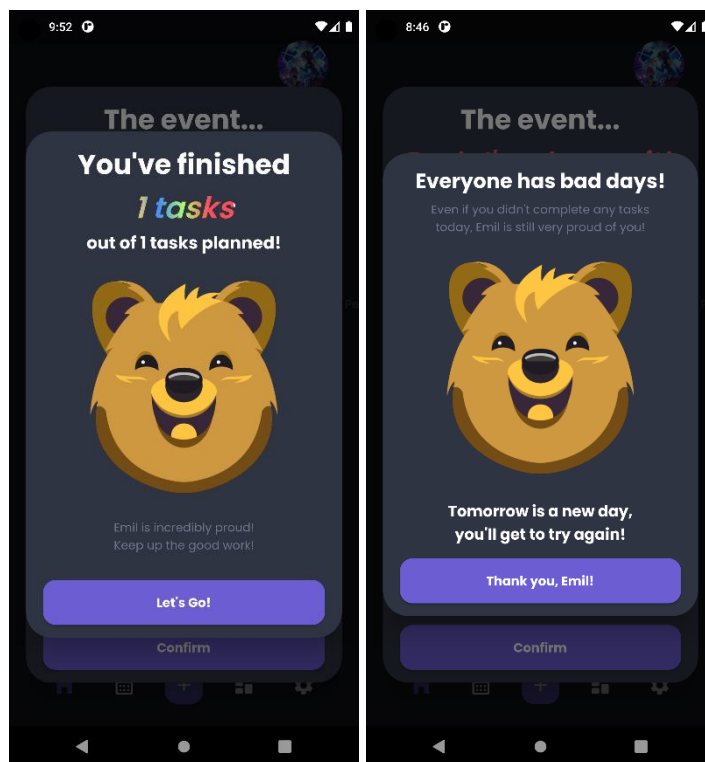 9:52
The event...
You've finished
1 tasks
out of 1 tasks planned!
Emil is incredibly proud!
Keep up the good work!
Let's Go!
Confirm
8:46
The event...
Everyone has bad days!
Even if you didn't complete any tasks
today, Emil is still very proud of you!
Tomorrow is a new day,
you'll get to try again!
Thank you, Emil!
Confirm